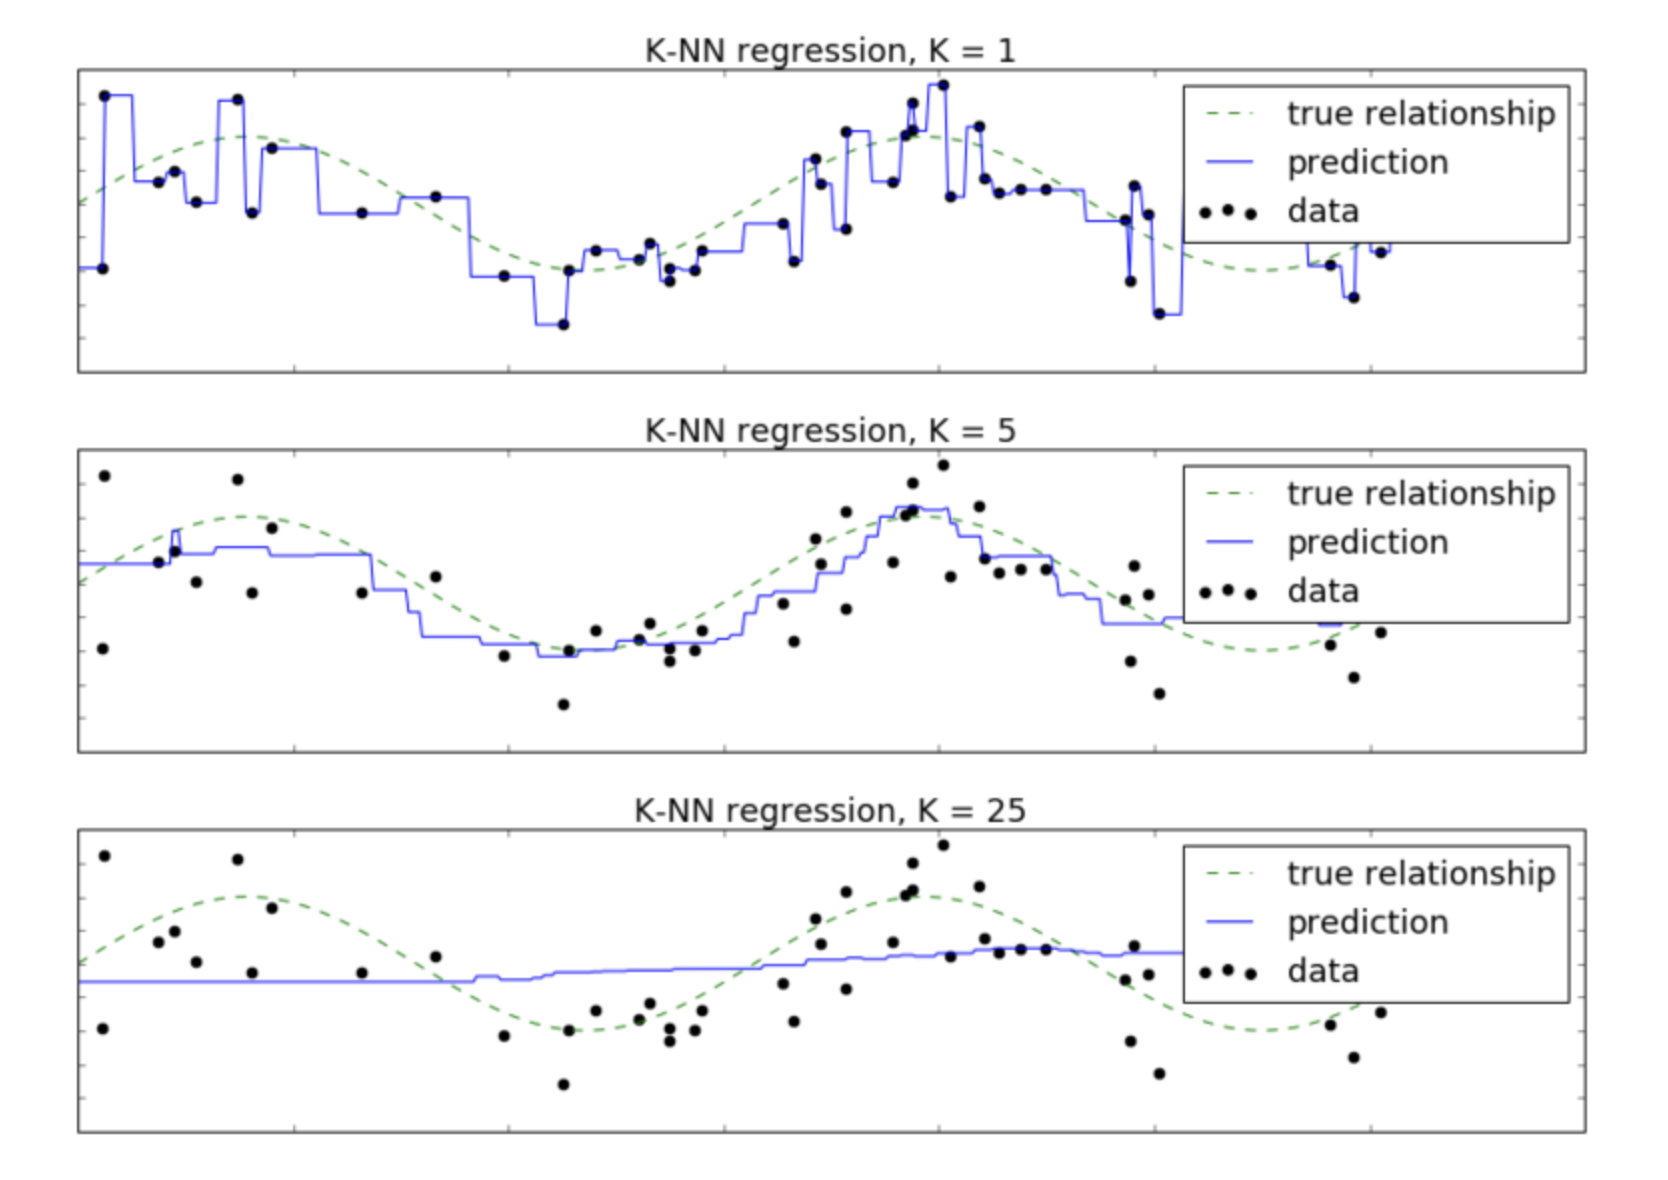 K-NN regression, K = 1
true relationship
prediction
data
K-NN regression, K = 5
true relationship
prediction
data
K-NN regression, K = 25
true relationship
prediction
data